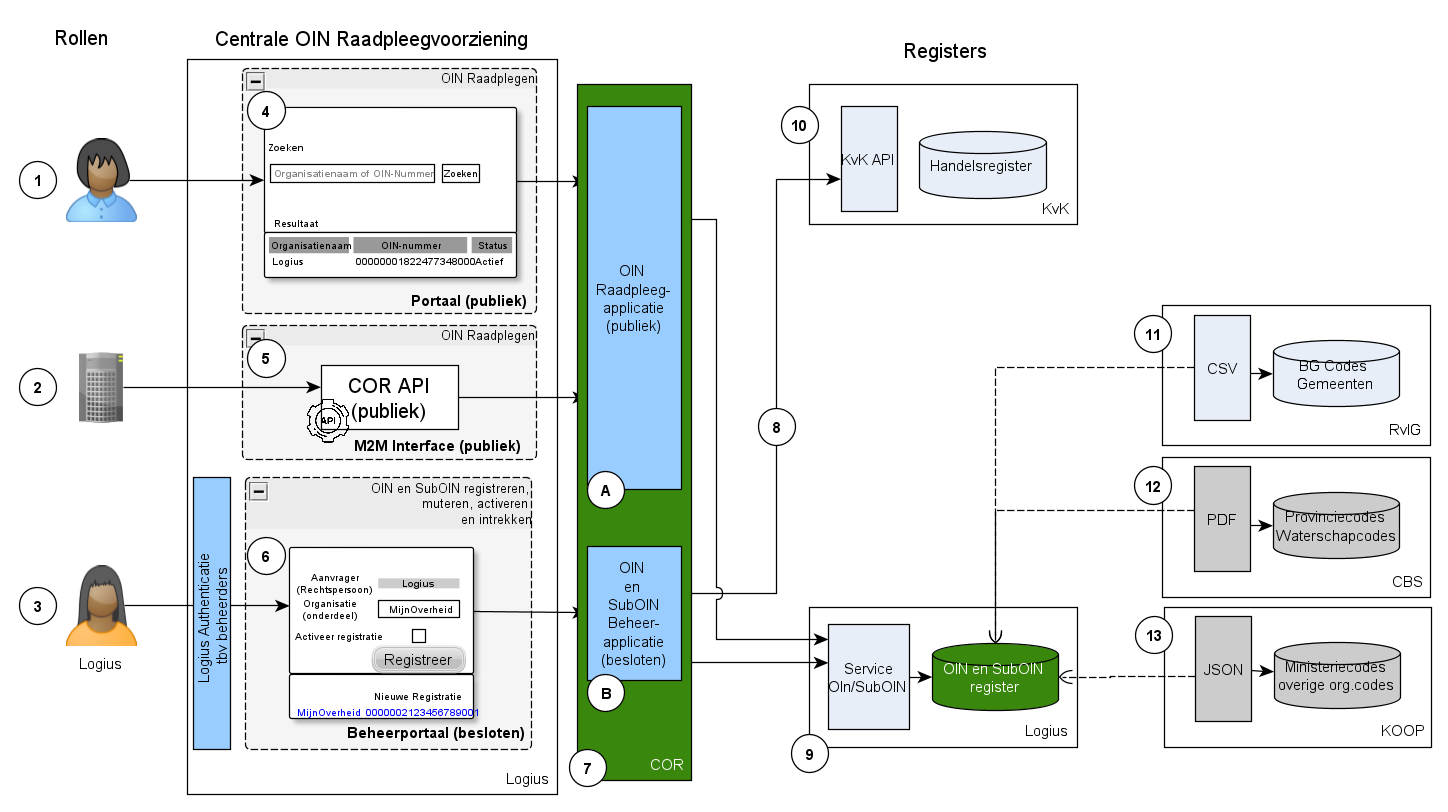 Rollen
Centrale OIN Raadpleegvoorziening
Registers
OIN Raadplegen
4
Zoeken
Organisatienaam of OIN-Nummer
Zoeken
Resultaat
Organisatienaam
OIN-nummer
Status
Logius
00000001822477348000
Actief
Portaal (publiek)
1
OIN Raadplegen
5
COR API
(publiek)
API
M2M Interface (publiek)
2
OIN en SubOIN registreren,
muteren, activeren
en intrekken
6
Aanvrager
(Rechtspersoon)
Logius
Organisatie
(onderdeel)
MijnOverheid
Activeer registratie
Registreer
Nieuwe Registratie
MijnOverheid 0000002123456789001
Beheerportaal (besloten)
Logius Authenticatie
tbv beheerders
3
Logius
Logius
OIN
Raadpleeg-
applicatie
(publiek)
A
OIN
en
SubOIN
Beheer-
applicatie
(besloten)
B
7
COR
8
10
KvK API
Handelsregister
KvK
11
CSV
BG Codes
Gemeenten
RvIG
12
PDF
Provinciecodes
Waterschapcodes
CBS
13
JSON
Ministeriecodes
overige org.codes
KOOP
Service
OIn/SubOIN
OIN en SubOIN
register
9
Logius